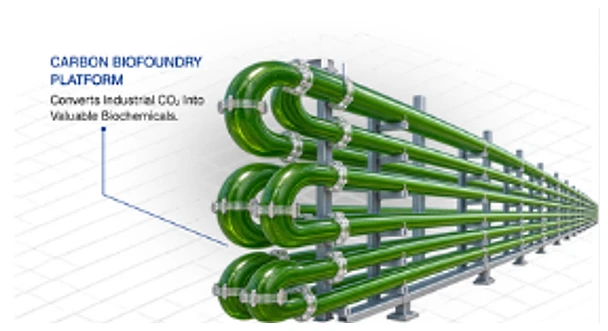 CARBON BIOFOUNDRY
PLATFORM
Converts Industrial CO₂ Into
Valuable Biochemicals.